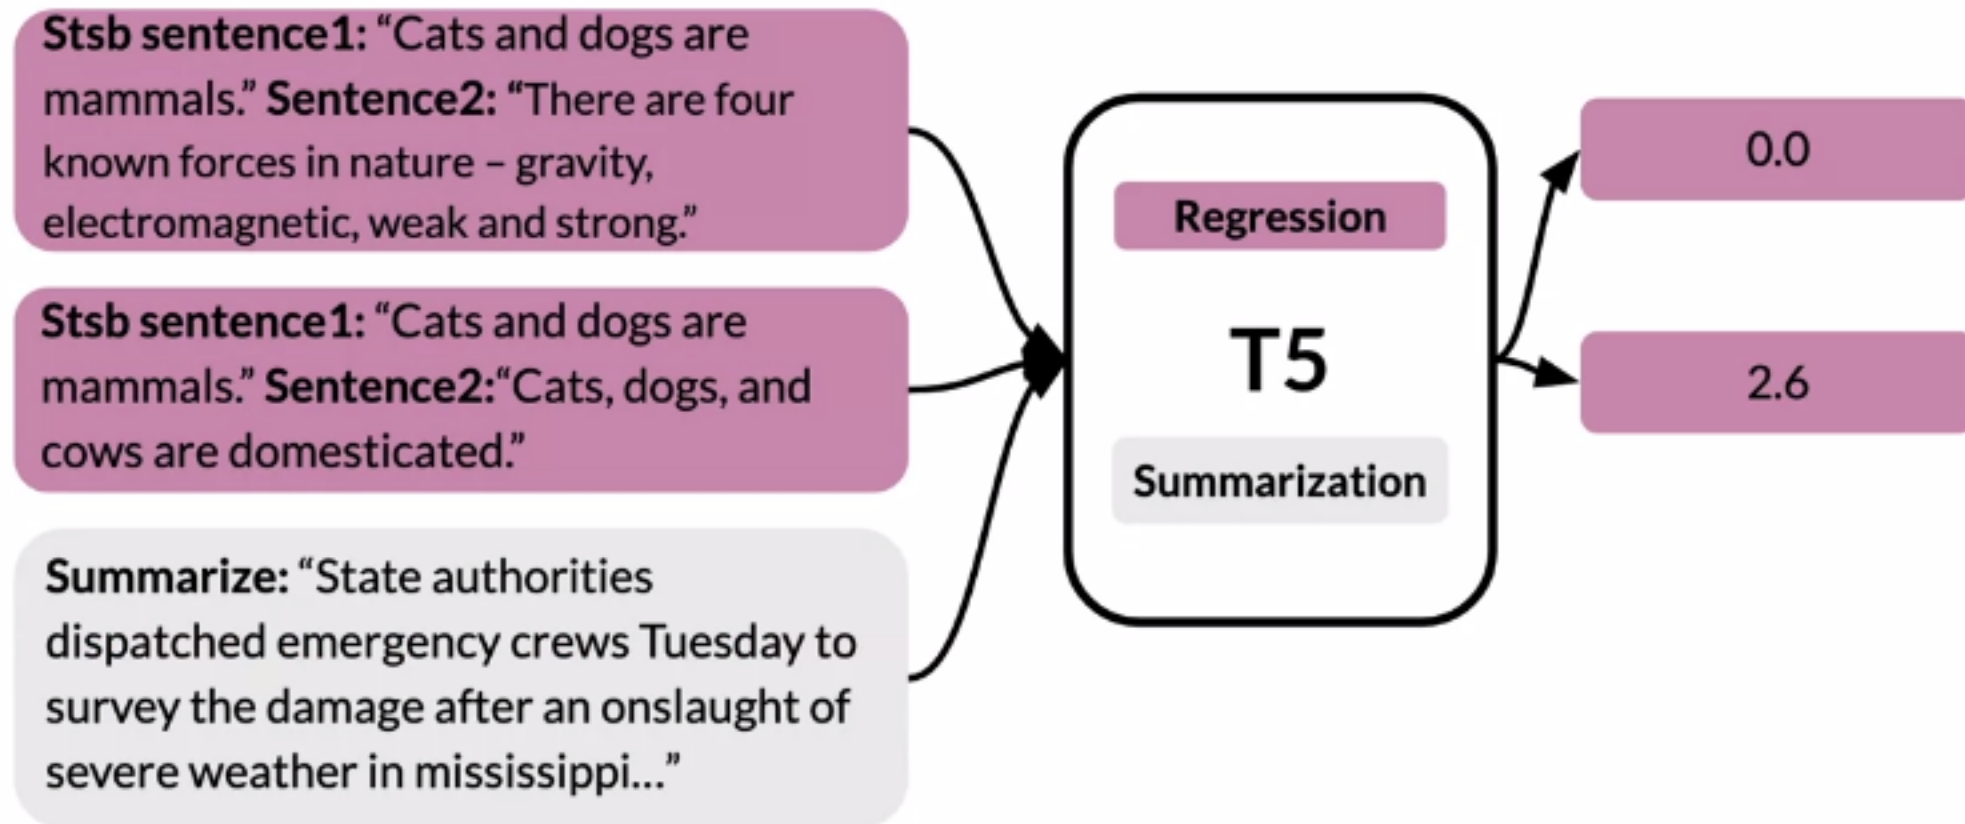 Stsb sentence1: “Cats and dogs are
mammals.” Sentence2: “There are four
known forces in nature – gravity,
electromagnetic, weak and strong.”
Stsb sentence1: “Cats and dogs are
mammals.” Sentence2:“Cats, dogs, and
cows are domesticated.”
Summarize: “State authorities
dispatched emergency crews Tuesday to
survey the damage after an onslaught of
severe weather in mississippi...”
Regression
T5
Summarization
0.0
2.6